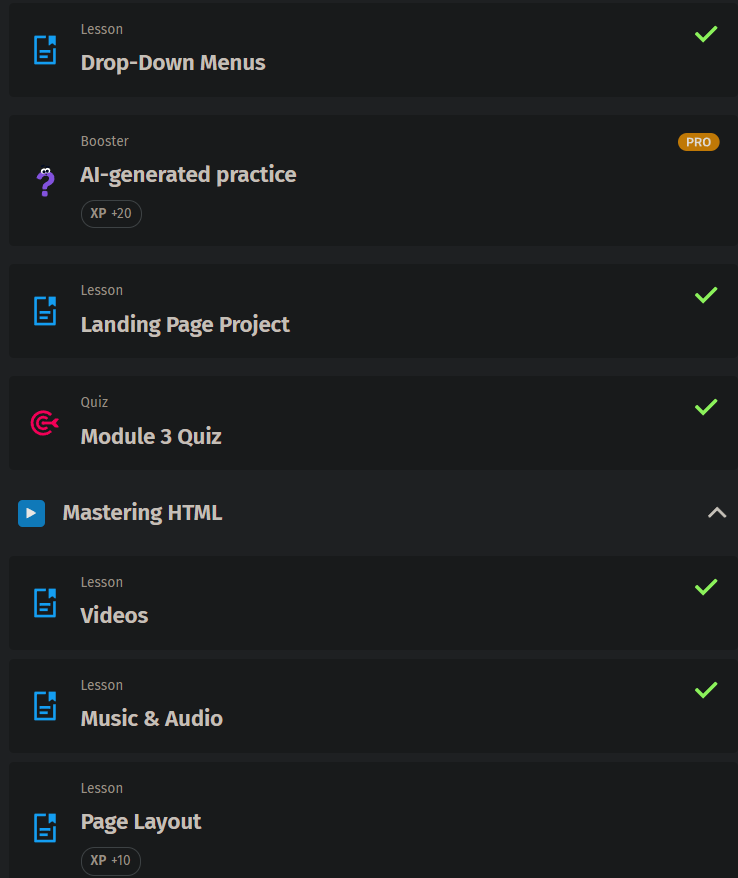 Lesson
Drop-Down Menus
Booster
PRO
AI-generated practice
XP +20
Lesson
Landing Page Project
Quiz
Module 3 Quiz
Mastering HTML
Lesson
Videos
Lesson
Music & Audio
Lesson
Page Layout
XP +10